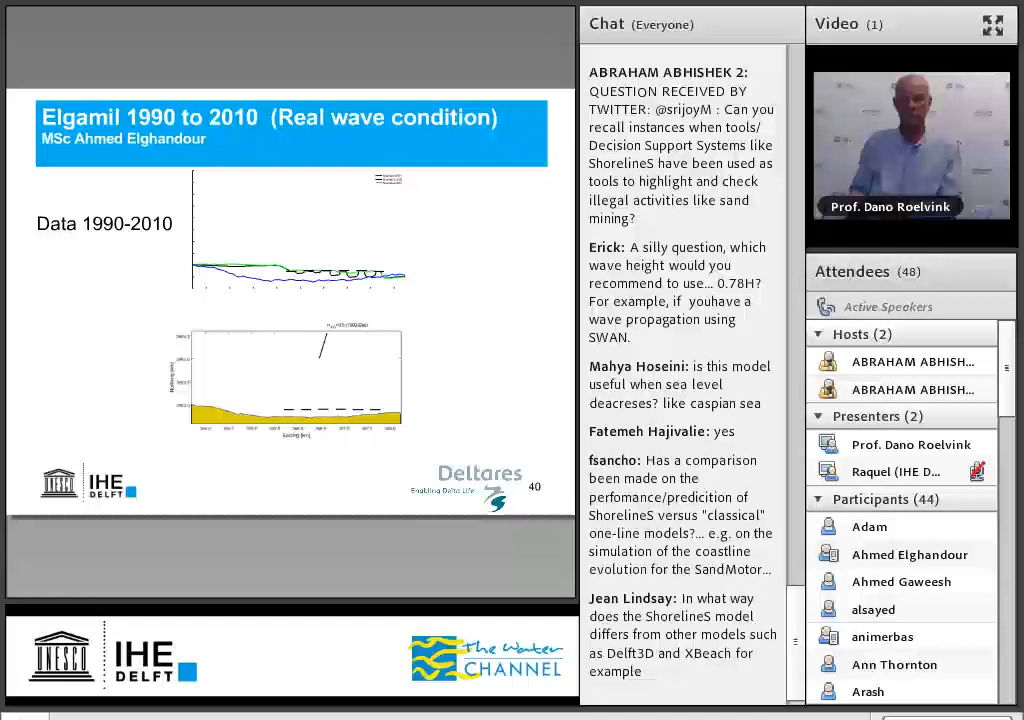 Elgamil 1990 to 2010 (Real wave condition)
MSc Ahmed Elghandour
Data 1990-2010
UNESCO
IHE
DELFT
Deltares
Enabling Delta Life
40
UNESCO
IHE
DELFT
the Water
CHANNEL
Chat (Everyone)
ABRAHAM ABHISHEK 2:
QUESTION RECEIVED BY
TWITTER: @srijoyM : Can you
recall instances when tools/
Decision Support Systems like
ShorelineS have been used as
tools to highlight and check
illegal activities like sand
mining?
Erick: A silly question, which
wave height would you
recommend to use... 0.78H?
For example, if youhave a
wave propagation using
SWAN.
Mahya Hoseini: is this model
useful when sea level
deacreses? like caspian sea
Fatemeh Hajivalie: yes
fsancho: Has a comparison
been made on the
perfomance/predicition of
ShorelineS versus "classical"
one-line models?... e.g. on the
simulation of the coastline
evolution for the SandMotor...
Jean Lindsay: In what way
does the ShorelineS model
differs from other models such
as Delft3D and XBeach for
example
Video (1)
Prof. Dano Roelvink
Attendees (48)
Active Speakers
Hosts (2)
ABRAHAM ABHISH...
ABRAHAM ABHISH...
Presenters (2)
Prof. Dano Roelvink
Raquel (IHE D...
Participants (44)
Adam
Ahmed Elghandour
Ahmed Gaweesh
alsayed
animerbas
Ann Thornton
Arash